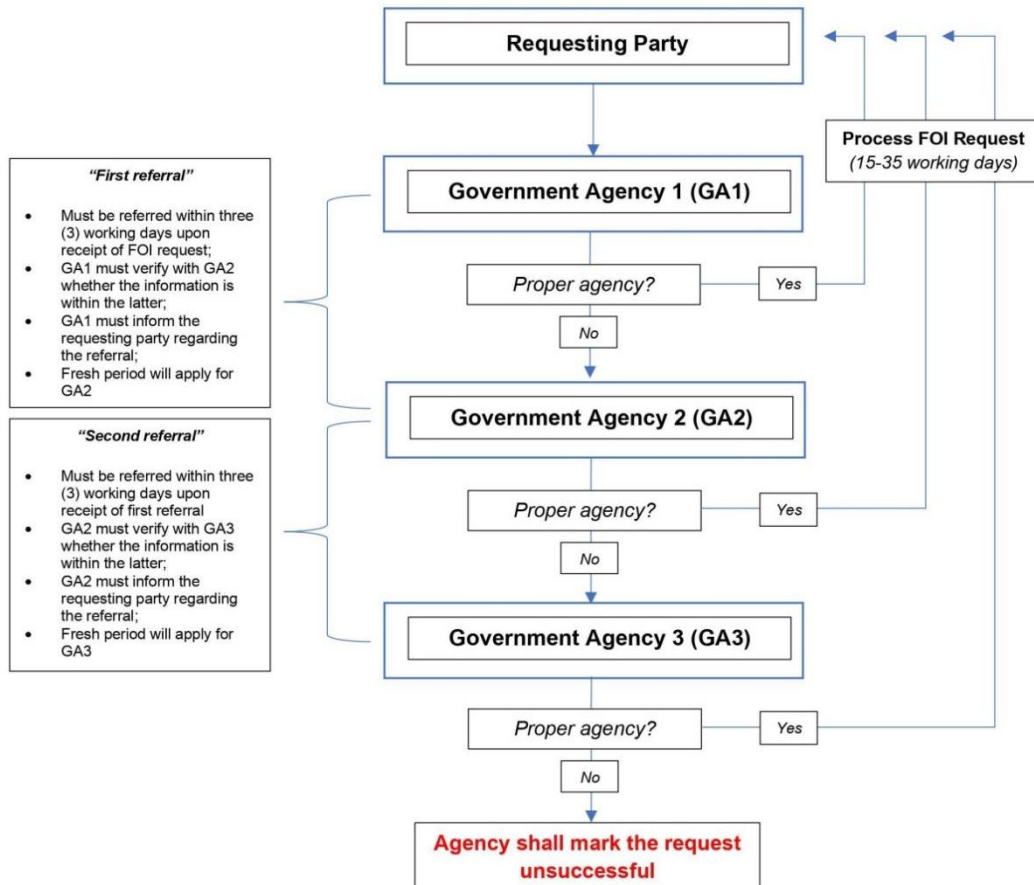 Requesting Party
Process FOI Request
(15-35 working days)
“First referral”
• Must be referred within three
(3) working days upon
receipt of FOI request;
• GA1 must verify with GA2
whether the information is
within the latter;
• GA1 must inform the
requesting party regarding
the referral;
• Fresh period will apply for
GA2
Government Agency 1 (GA1)
Proper agency?
Yes
No
Government Agency 2 (GA2)
“Second referral”
• Must be referred within three
(3) working days upon
receipt of first referral
• GA2 must verify with GA3
whether the information is
within the latter;
• GA2 must inform the
requesting party regarding
the referral;
• Fresh period will apply for
GA3
Proper agency?
Yes
No
Government Agency 3 (GA3)
Proper agency?
Yes
No
Agency shall mark the request
unsuccessful